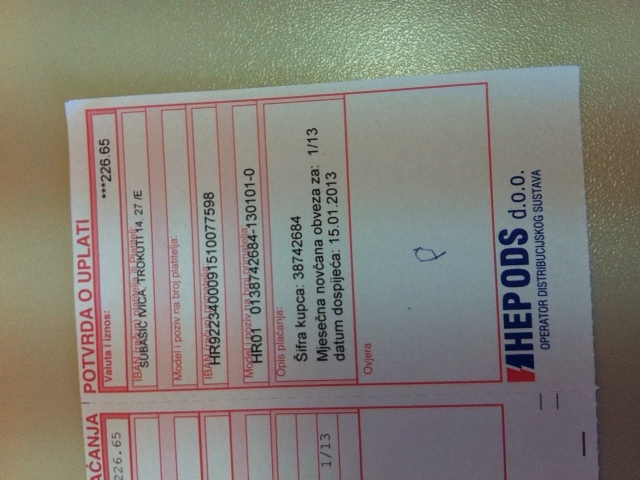 AĆANJA
226.65
1/13
POTVRDA O UPLATI
Valuta i iznos: ***226.65
IBAN (račun) platitelja ili Platitelj:
SUBAŠIĆ IVICA, TROKUTI 14. 27 /E
Model i poziv na broj platitelja:
IBAN (račun) primatelja:
HR9223400091510077598
Model i poziv na broj primatelja:
HR01 0138742684-130101-0
Opis plaćanja:
Šifra kupca: 38742684
Mjesečna novčana obveza za: 1/13
datum dospijeća: 15.01.2013
Ovjera
HEP ODS d.o.o.
OPERATOR DISTRIBUCIJSKOG SUSTAVA